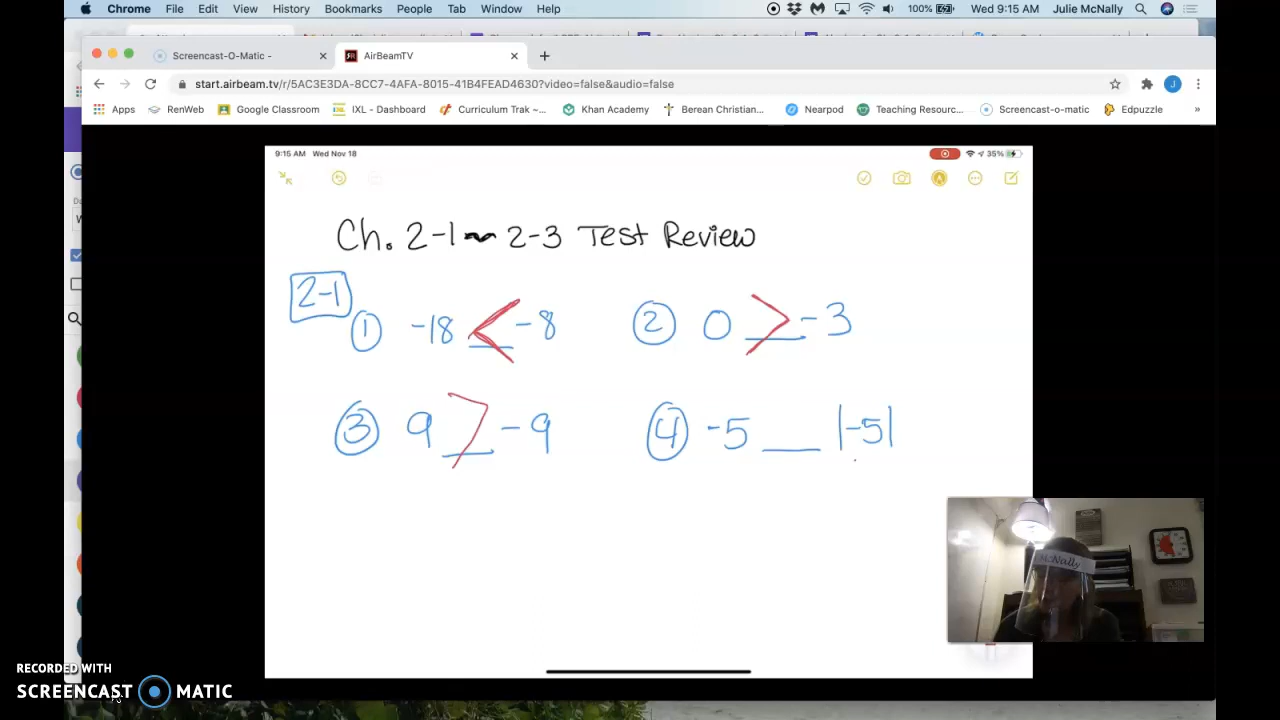 Chrome File Edit View History Bookmarks People Tab Window Help 100% Wed 9:15 AM Julie McNally
Screencast-O-Matic - AirBeamTV
start.airbeam.tv/r/5AC3E3DA-8CC7-4AFA-8015-41B4FEAD4630?video=false&audio=false J
Apps RenWeb Google Classroom IXL - Dashboard Curriculum Trak ~... Khan Academy Berean Christian... Nearpod Teaching Resourc... Screencast-o-matic Edpuzzle »
9:15 AM Wed Nov 18 35%
Ch. 2-1 ~ 2-3 Test Review
2-1
① -18 < -8 ② 0 > -3
③ 9 > -9 ④ -5 __ |-5|
McNally
RECORDED WITH
SCREENCAST MATIC